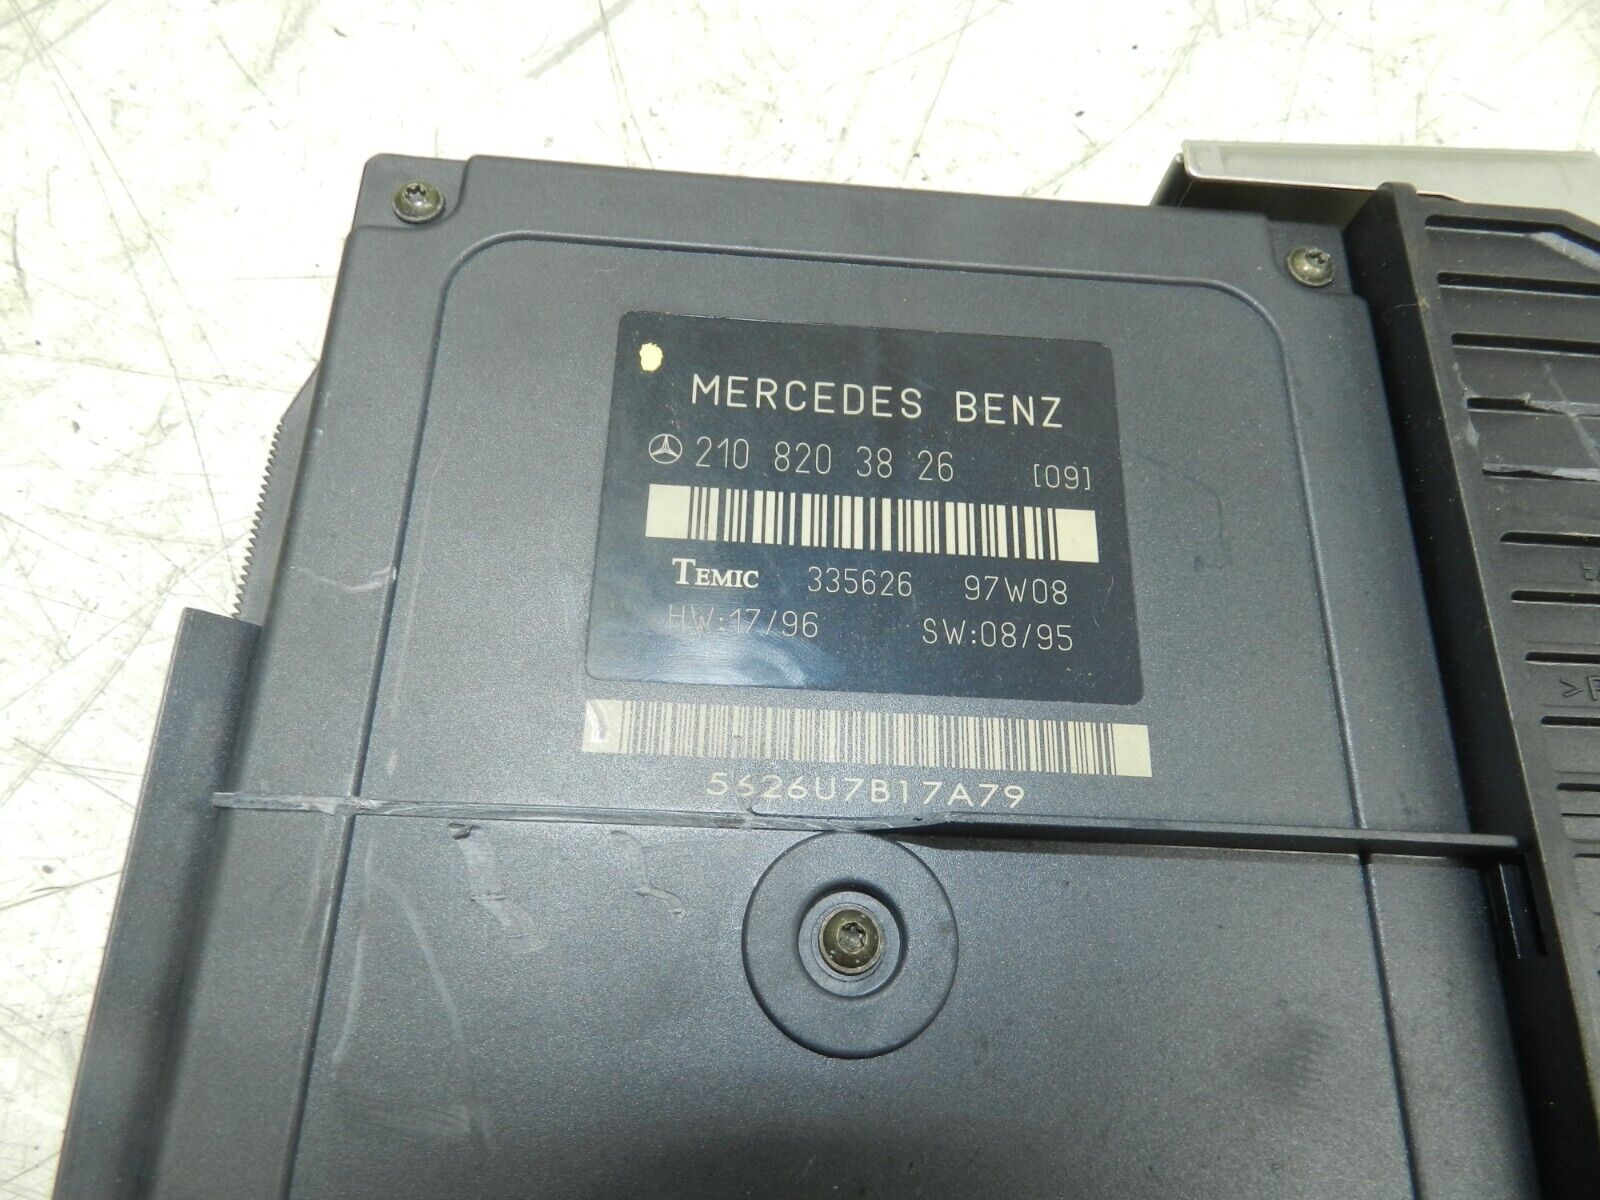 MERCEDES BENZ
210 820 38 26 [09]
TEMIC 335626 97W08
HW:17/96 SW:08/95
5626U7B17A79